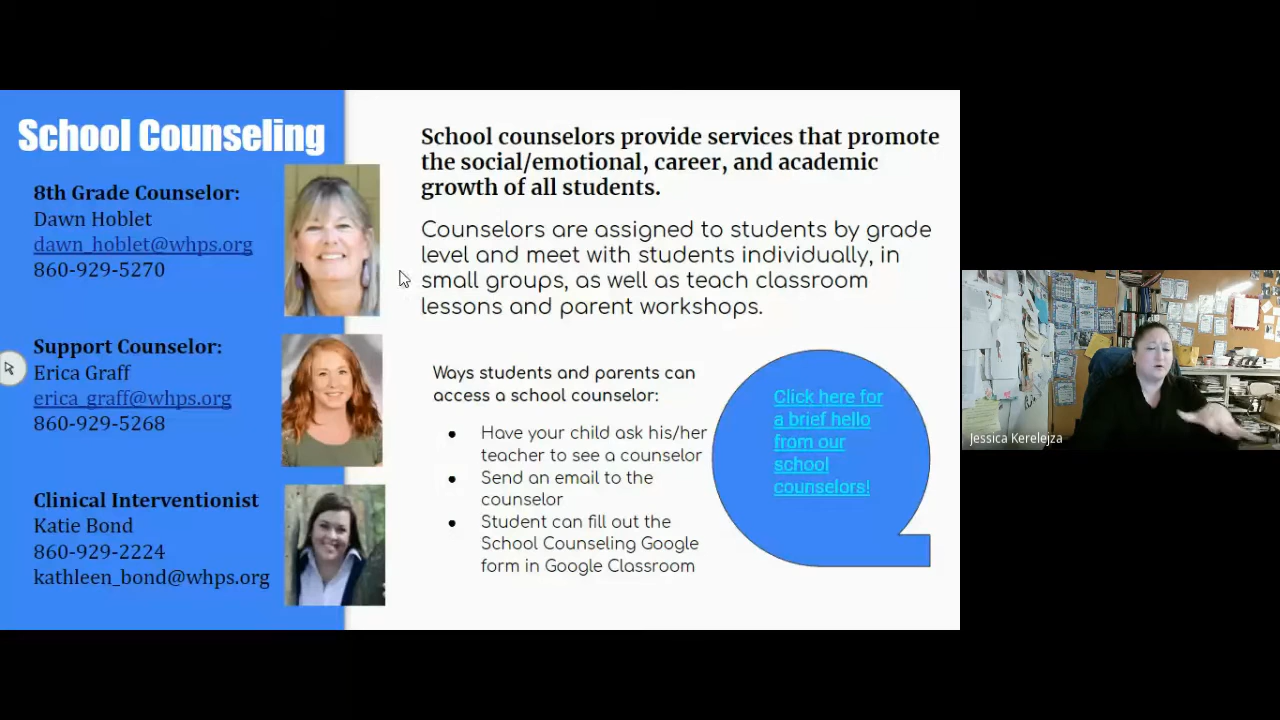 School Counseling
8th Grade Counselor:
Dawn Hoblet
dawn_hoblet@whps.org
860-929-5270
Support Counselor:
Erica Graff
erica_graff@whps.org
860-929-5268
Clinical Interventionist
Katie Bond
860-929-2224
kathleen_bond@whps.org
School counselors provide services that promote
the social/emotional, career, and academic
growth of all students.
Counselors are assigned to students by grade
level and meet with students individually, in
small groups, as well as teach classroom
lessons and parent workshops.
Ways students and parents can
access a school counselor:
● Have your child ask his/her
teacher to see a counselor
● Send an email to the
counselor
● Student can fill out the
School Counseling Google
form in Google Classroom
Click here for
a brief hello
from our
school
counselors!
Jessica Kerelejza